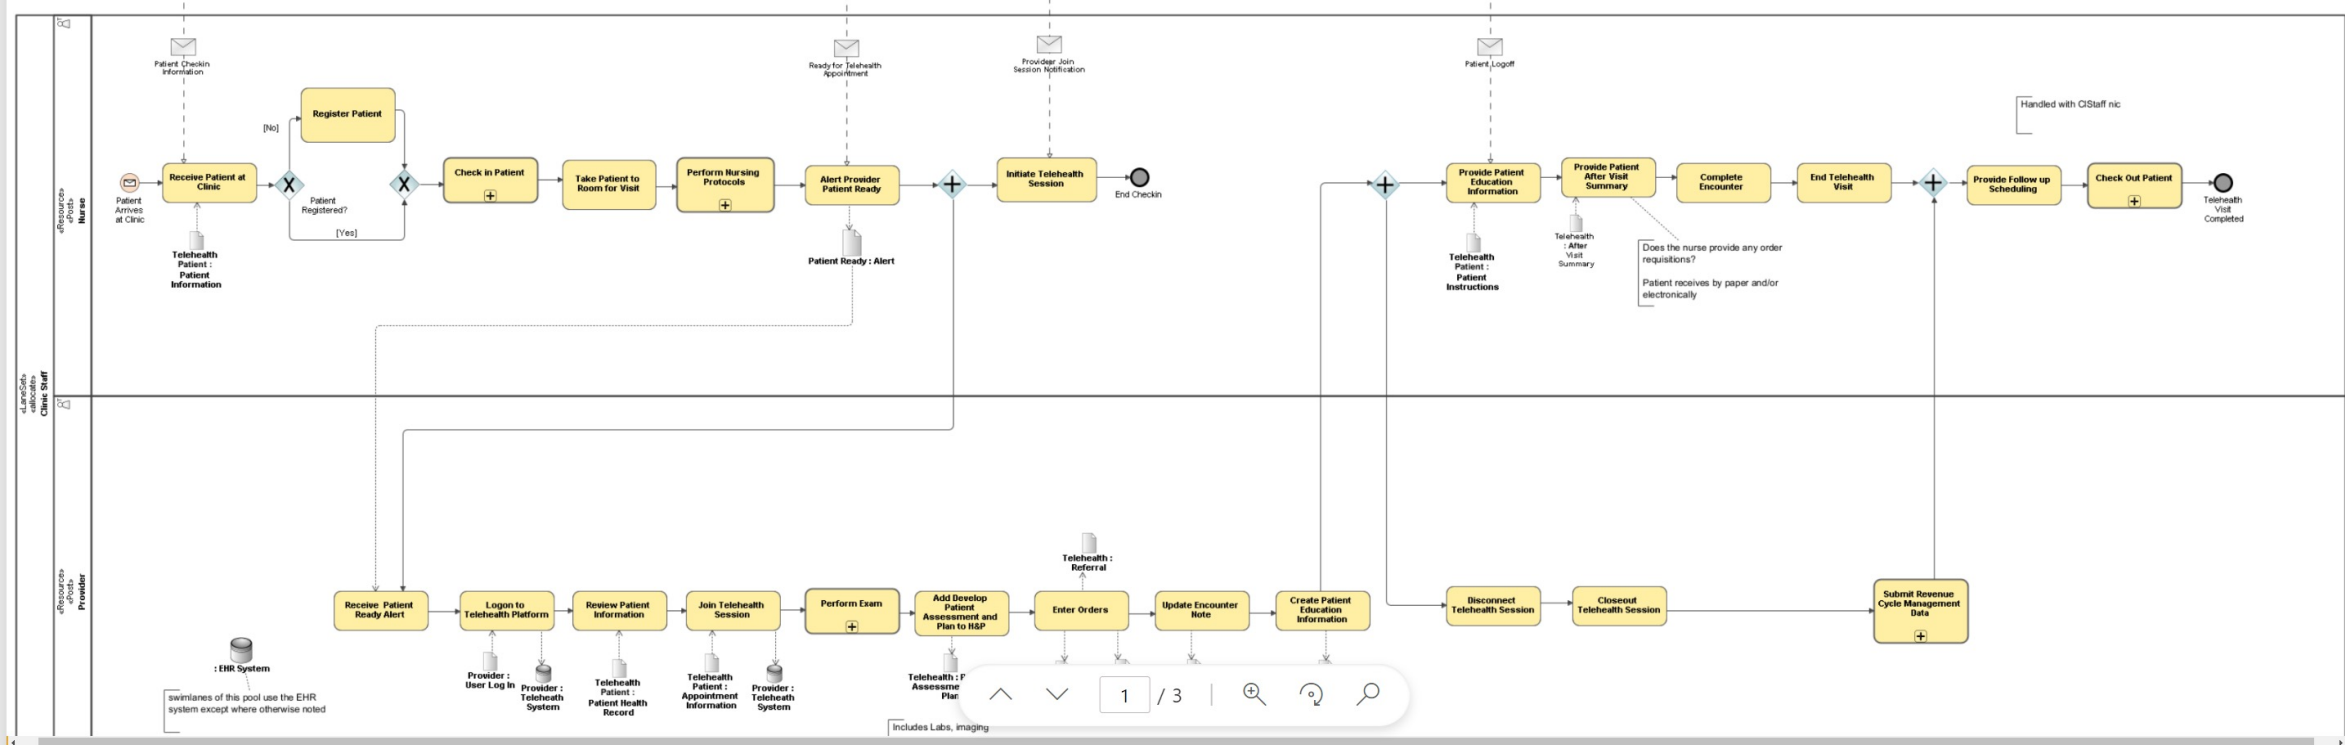 Patient Checkin
Information
Ready for Telehealth
Appointment
Provider Join
Session Notification
Patient Logoff
Handled with ClStaff nic
Register Patient
[No]
Receive Patient at
Clinic
X
X
Check in Patient
Take Patient to
Room for Visit
Perform Nursing
Protocols
Alert Provider
Patient Ready
Initiate Telehealth
Session
End Checkin
Patient
Arrives
at Clinic
Patient
Registered?
[Yes]
Telehealth
Patient :
Patient
Information
Patient Ready : Alert
Provide Patient
Education
Information
Provide Patient
After Visit
Summary
Complete
Encounter
End Telehealth
Visit
Provide Follow up
Scheduling
Check Out Patient
Telehealth
Visit
Completed
Telehealth
Patient :
Patient
Instructions
Telehealth
: After
Visit
Summary
Does the nurse provide any order
requisitions?
Patient receives by paper and/or
electronically
«Resource»
«Post»
Nurse
«LaneSet»
«allocate»
Clinic Staff
«Resource»
«Post»
Provider
Telehealth :
Referral
Receive Patient
Ready Alert
Logon to
Telehealth Platform
Review Patient
Information
Join Telehealth
Session
Perform Exam
Add Develop
Patient
Assessment and
Plan to H&P
Enter Orders
Update Encounter
Note
Create Patient
Education
Information
Disconnect
Telehealth Session
Closeout
Telehealth Session
Submit Revenue
Cycle Management
Data
: EHR System
swimlanes of this pool use the EHR
system except where otherwise noted
Provider :
User Log In
Provider :
Teleheath
System
Telehealth
Patient :
Patient Health
Record
Telehealth
Patient :
Appointment
Information
Provider :
Teleheath
System
Telehealth :
Assessme
Plan
Includes Labs, imaging
1 / 3